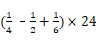 (1/4 - 1/2 + 1/6) × 24